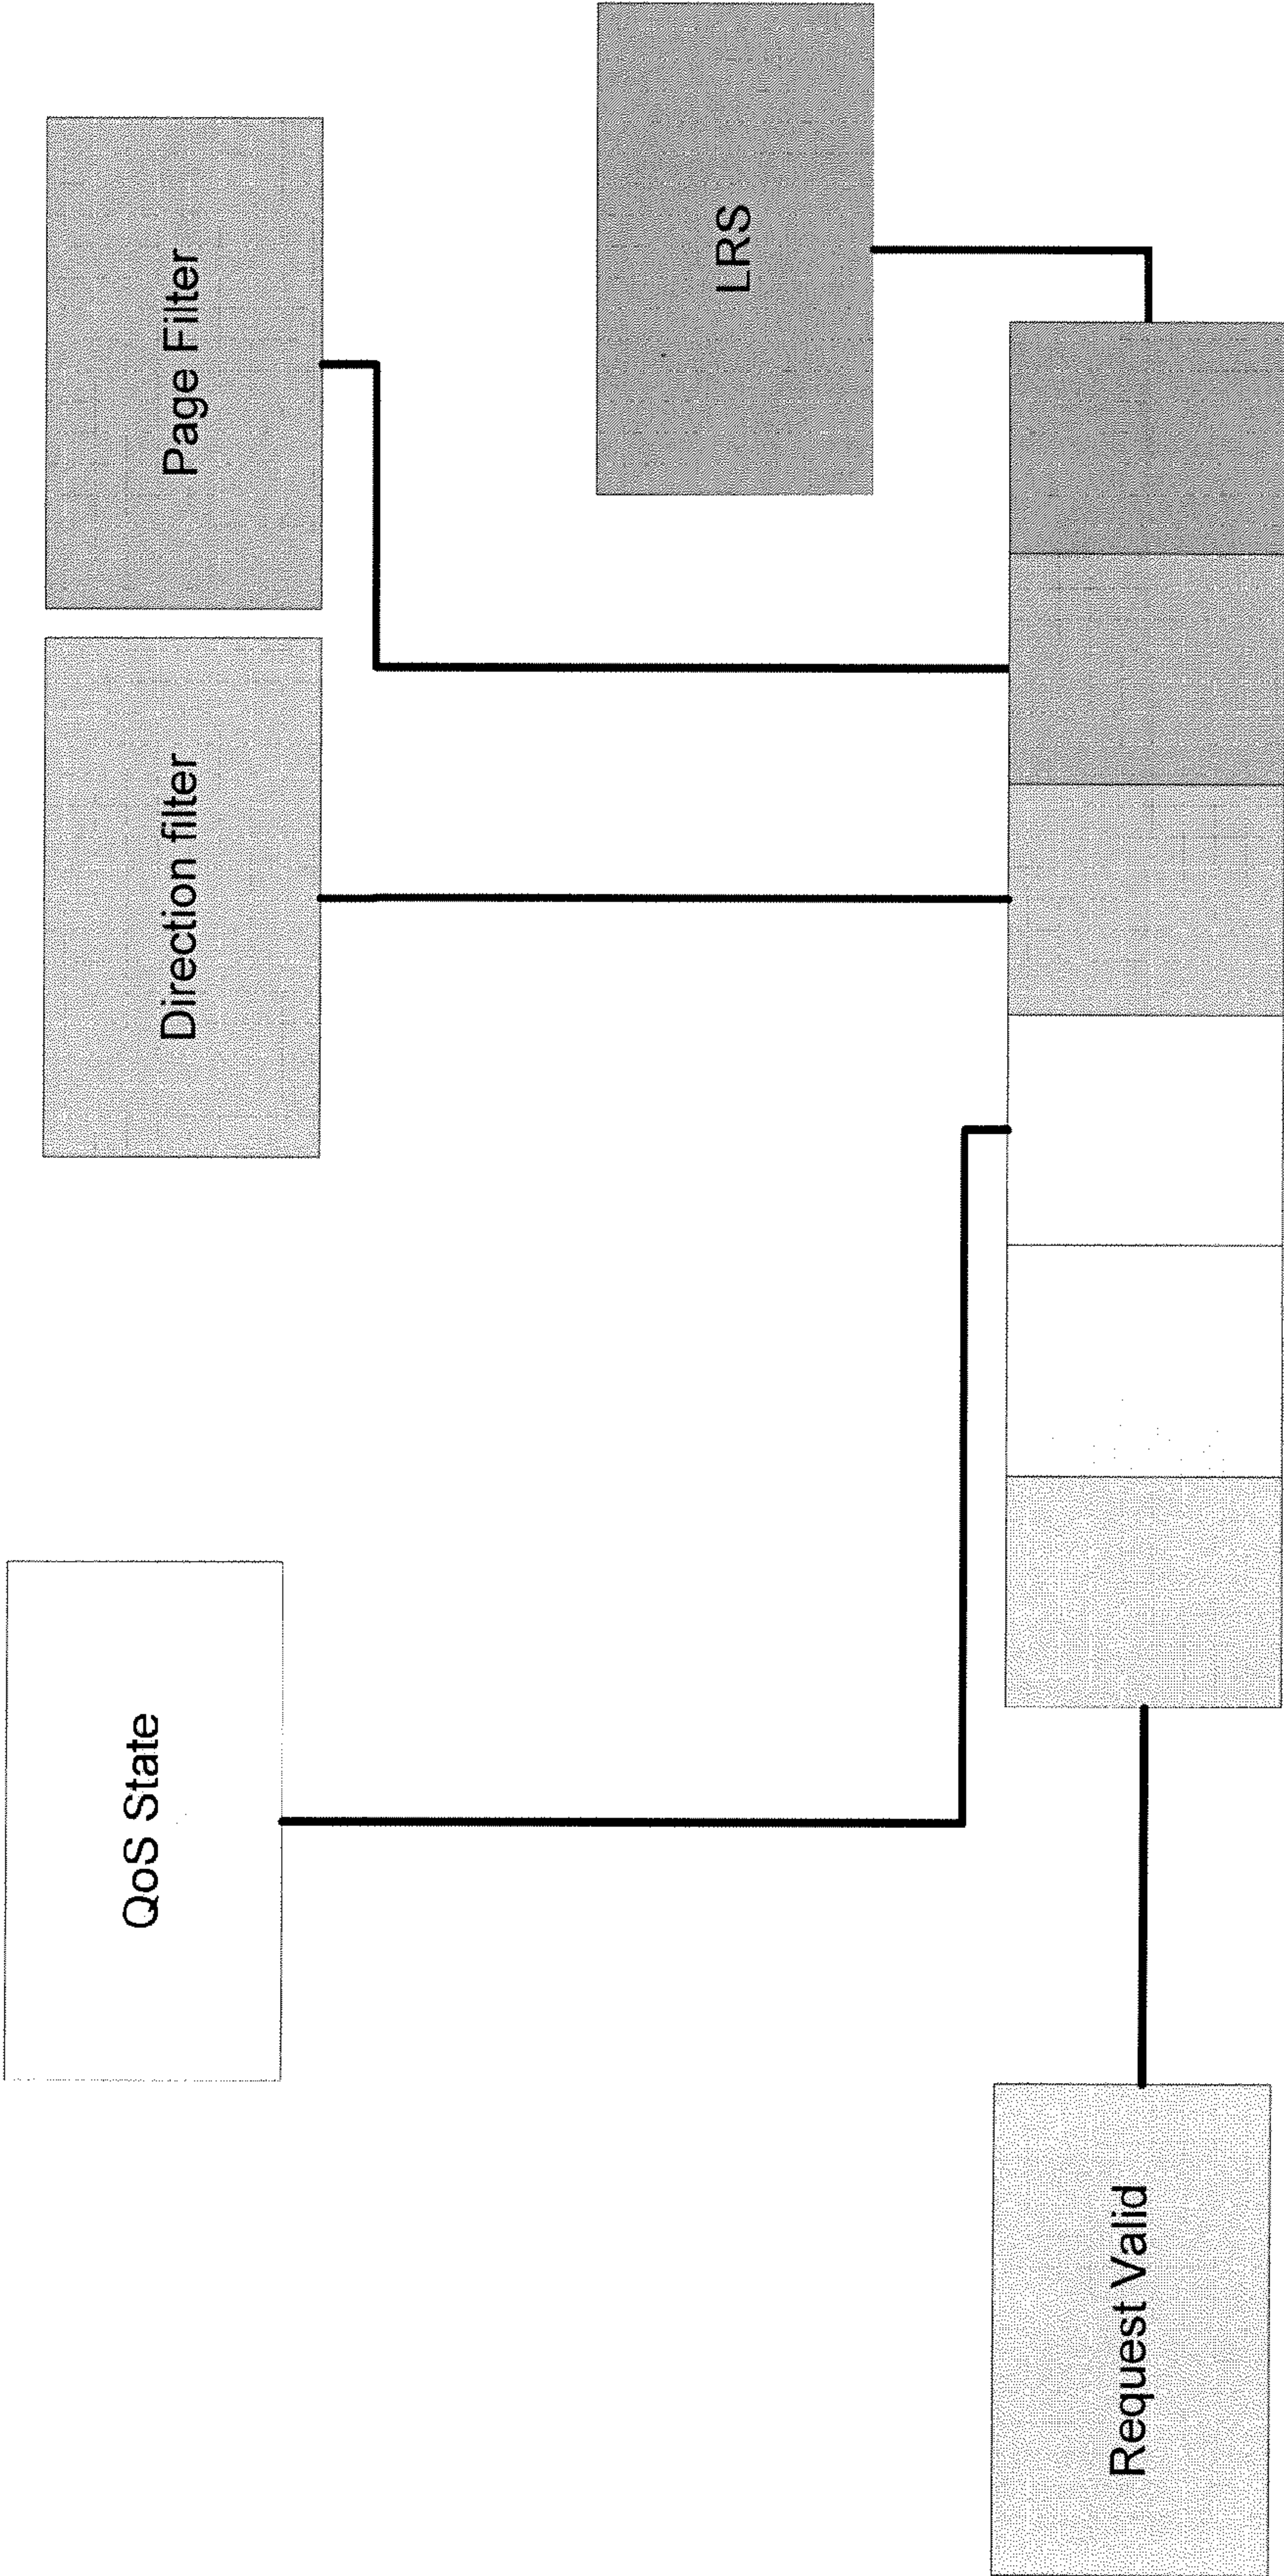 Request Valid
QoS State
Direction filter
Page Filter
LRS